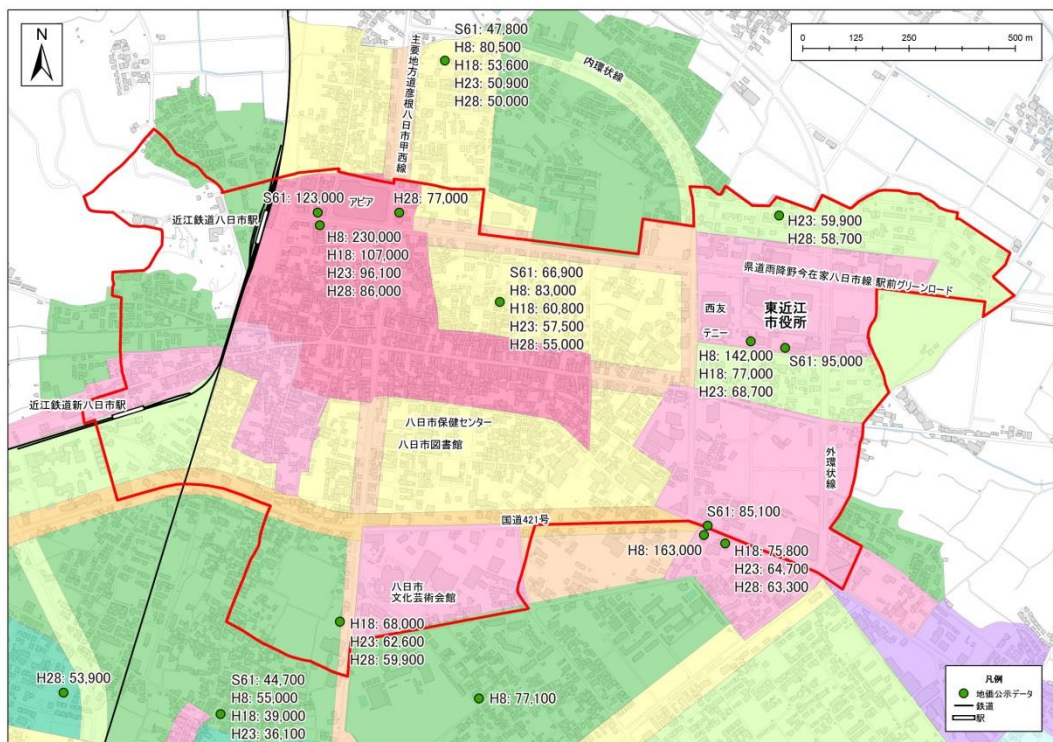 N
S61: 47,800
H8: 80,500
H18: 53,600
H23: 50,900
H28: 50,000
主要地方道彦根八日市甲西線
内環状線
0 125 250 500 m
近江鉄道八日市駅
S61: 123,000
アピア
H28: 77,000
H8: 230,000
H18: 107,000
H23: 96,100
H28: 86,000
H23: 59,900
H28: 58,700
県道雨降野今在家八日市線 駅前グリーンロード
S61: 66,900
H8: 83,000
H18: 60,800
H23: 57,500
H28: 55,000
西友
テニー
東近江
市役所
H8: 142,000
H18: 77,000
H23: 68,700
S61: 95,000
近江鉄道新八日市駅
八日市保健センター
八日市図書館
外環状線
国道421号
S61: 85,100
H8: 163,000
H18: 75,800
H23: 64,700
H28: 63,300
八日市
文化芸術会館
H18: 68,000
H23: 62,600
H28: 59,900
H28: 53,900
S61: 44,700
H8: 55,000
H18: 39,000
H23: 36,100
H8: 77,100
凡例
地価公示データ
鉄道
駅